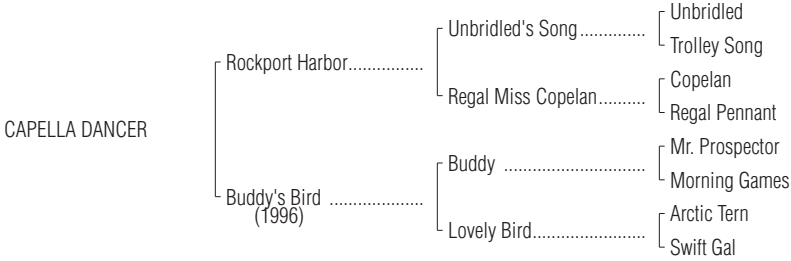 Unbridled
Unbridled's Song..............
Trolley Song
Rockport Harbor................
Copelan
Regal Miss Copelan..........
Regal Pennant
CAPELLA DANCER
Mr. Prospector
Buddy ..............................
Morning Games
Buddy's Bird ....................
(1996)
Arctic Tern
Lovely Bird........................
Swift Gal